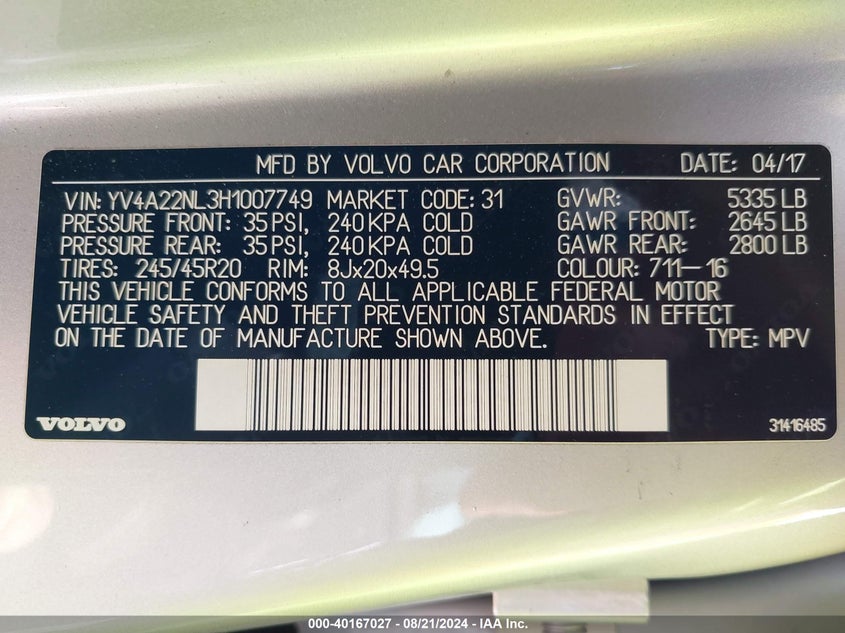 MFD BY VOLVO CAR CORPORATION DATE: 04/17
VIN: YV4A22NL3H1007749 MARKET CODE: 31 GVWR: 5335 LB
PRESSURE FRONT: 35 PSI, 240 KPA COLD GAWR FRONT: 2645 LB
PRESSURE REAR: 35 PSI, 240 KPA COLD GAWR REAR: 2800 LB
TIRES: 245/45R20 RIM: 8Jx20x49.5 COLOUR: 711-16
THIS VEHICLE CONFORMS TO ALL APPLICABLE FEDERAL MOTOR
VEHICLE SAFETY AND THEFT PREVENTION STANDARDS IN EFFECT
ON THE DATE OF MANUFACTURE SHOWN ABOVE. TYPE: MPV
VOLVO 31416485
000-40167027 - 08/21/2024 - IAA Inc.